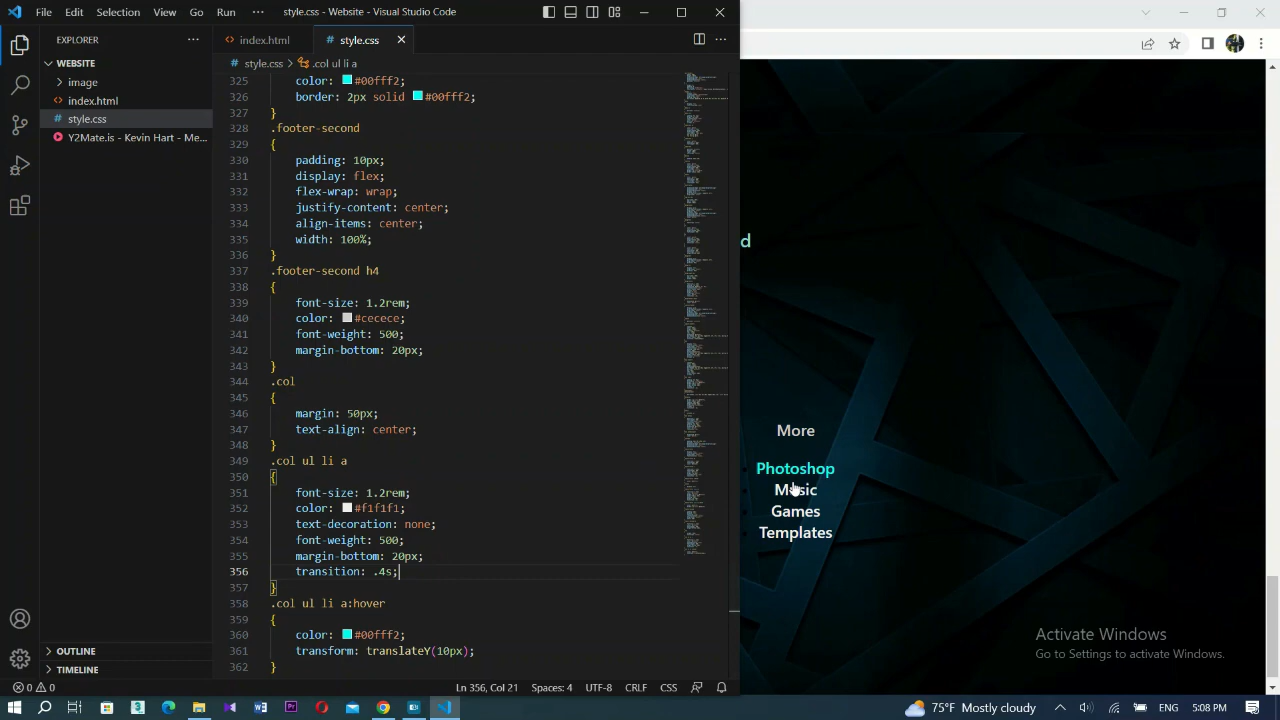 File Edit Selection View Go Run ··· style.css - Website - Visual Studio Code
EXPLORER ···
index.html # style.css
WEBSITE
image
index.html
# style.css
Y2Mate.is - Kevin Hart - Me...
# style.css > .col ul li a
325 color: #00fff2;
326 border: 2px solid #00fff2;
327
328 .footer-second
329 {
330 padding: 10px;
331 display: flex;
332 flex-wrap: wrap;
333 justify-content: center;
334 align-items: center;
335 width: 100%;
336 }
337 .footer-second h4
338 {
339 font-size: 1.2rem;
340 color: #cecece;
341 font-weight: 500;
342 margin-bottom: 20px;
343 }
344 .col
345 {
346 margin: 50px;
347 text-align: center;
348 }
349 .col ul li a
350 {
351 font-size: 1.2rem;
352 color: #f1f1f1;
353 text-decoration: none;
354 font-weight: 500;
355 margin-bottom: 20px;
356 transition: .4s;
357 }
358 .col ul li a:hover
359 {
360 color: #00fff2;
361 transform: translateY(10px);
362 }
d
More
Photoshop
Music
Games
Templates
Activate Windows
Go to Settings to activate Windows.
OUTLINE
TIMELINE
0 0 Ln 356, Col 21 Spaces: 4 UTF-8 CRLF CSS
75°F Mostly cloudy ENG 5:08 PM